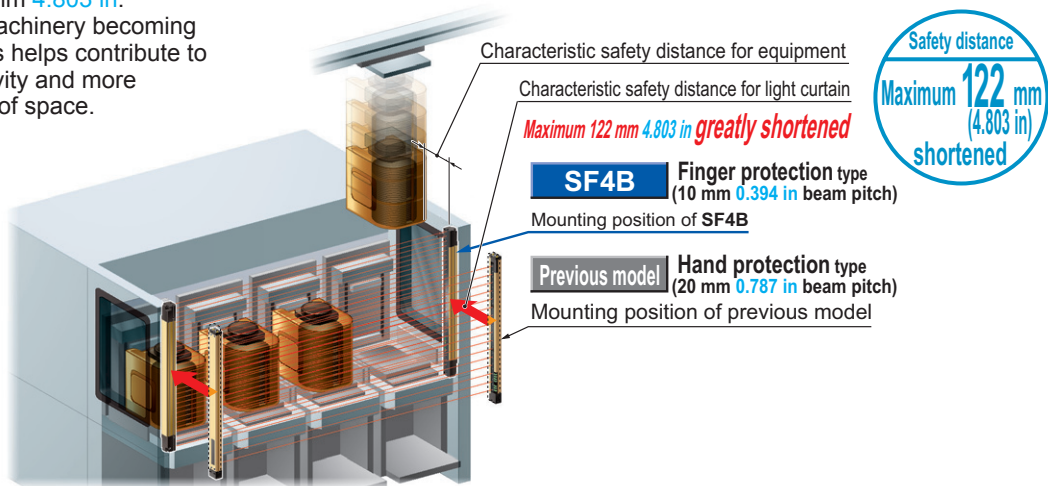 4.803 in.
becoming
s helps contribute to
vity and more
of space.
Characteristic safety distance for equipment
Characteristic safety distance for light curtain
Maximum 122 mm 4.803 in greatly shortened
SF4B
Finger protection type
(10 mm 0.394 in beam pitch)
Mounting position of SF4B
Previous model
Hand protection type
(20 mm 0.787 in beam pitch)
Mounting position of previous model
Safety distance
Maximum 122 mm
(4.803 in)
shortened